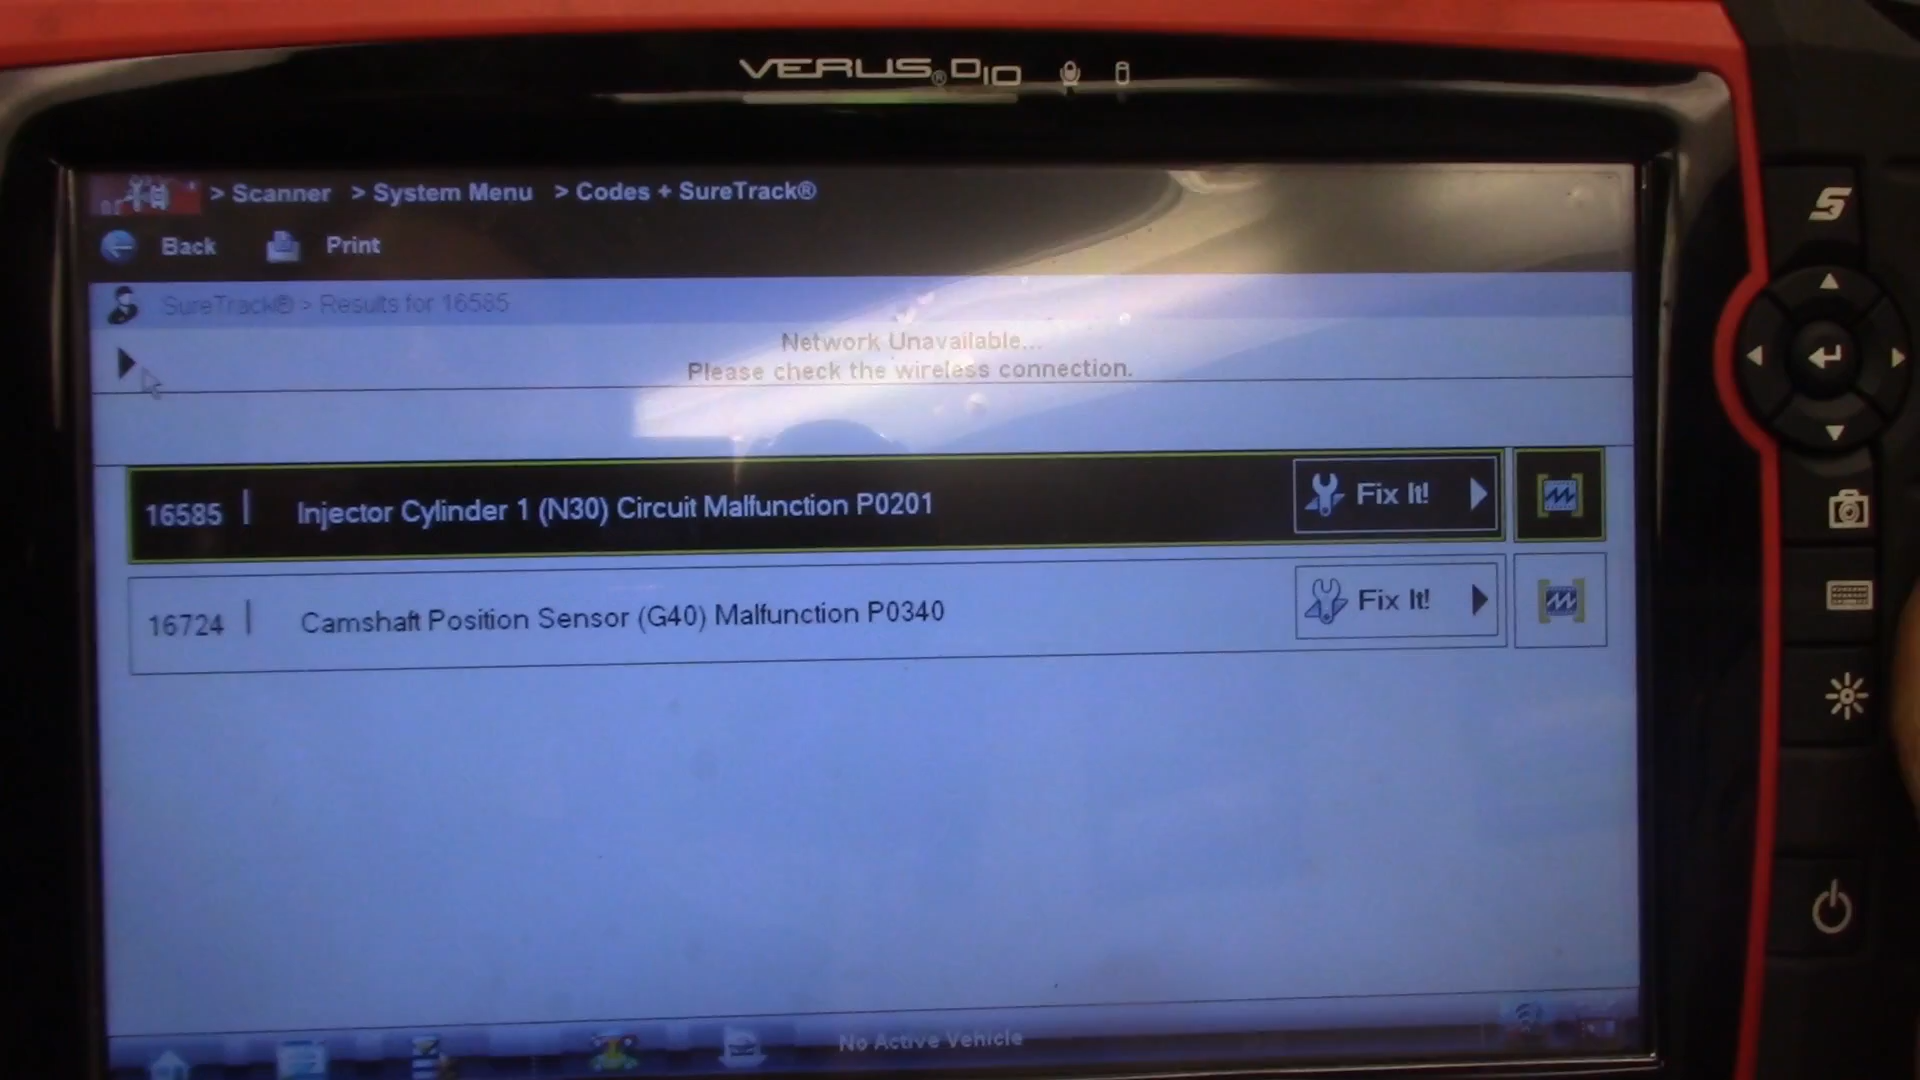 VERUS® D10
> Scanner > System Menu > Codes + SureTrack®
Back Print
SureTrack® > Results for 16585
Network Unavailable...
Please check the wireless connection.
16585 Injector Cylinder 1 (N30) Circuit Malfunction P0201 Fix It!
16724 Camshaft Position Sensor (G40) Malfunction P0340 Fix It!
No Active Vehicle